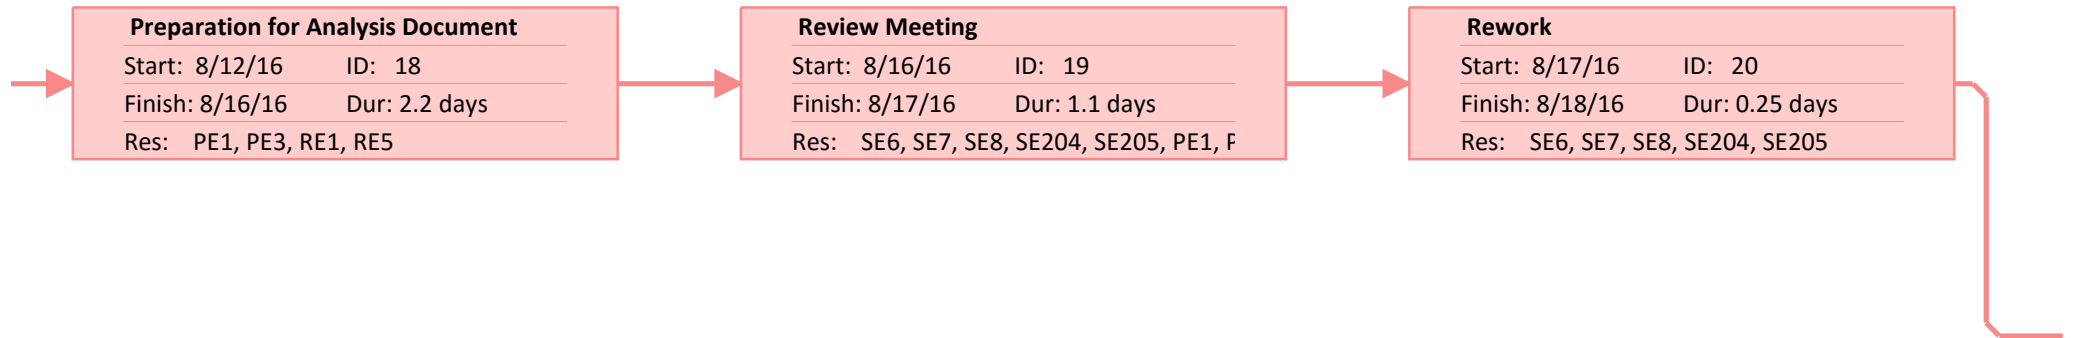 Preparation for Analysis Document
Start: 8/12/16 ID: 18
Finish: 8/16/16 Dur: 2.2 days
Res: PE1, PE3, RE1, RE5
Review Meeting
Start: 8/16/16 ID: 19
Finish: 8/17/16 Dur: 1.1 days
Res: SE6, SE7, SE8, SE204, SE205, PE1,
Rework
Start: 8/17/16 ID: 20
Finish: 8/18/16 Dur: 0.25 days
Res: SE6, SE7, SE8, SE204, SE205